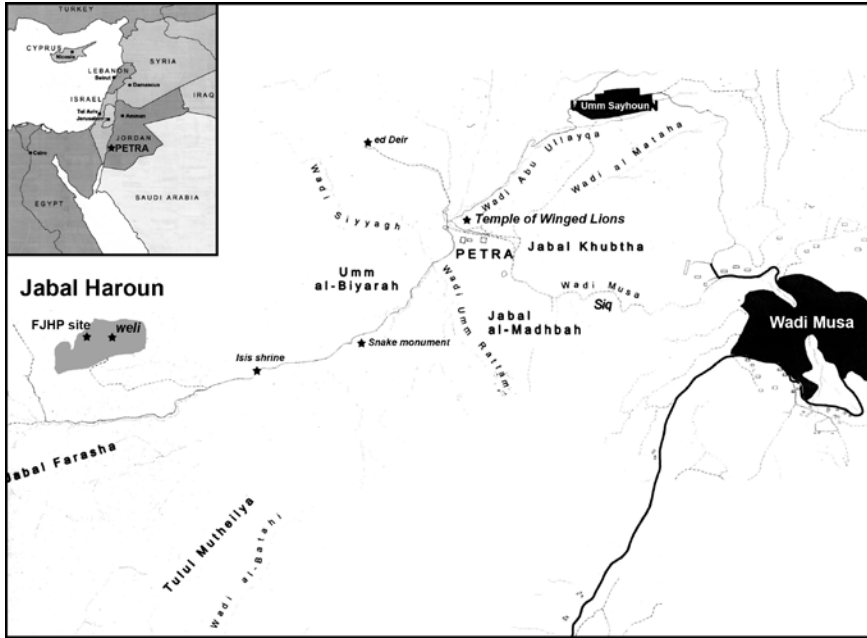 TURKEY
CYPRUS
Nicosia
SYRIA
LEBANON
Beirut
Damascus
IRAQ
ISRAEL
Tel Aviv
Jerusalem
Amman
JORDAN
PETRA
Cairo
EGYPT
SAUDI ARABIA
Umm Sayhoun
ed Deir
Wadi Abu Ullayqa
Wadi al Mataha
Wadi Siyyagh
Temple of Winged Lions
PETRA
Jabal Khubtha
Umm
al-Biyarah
Wadi Musa
Siq
Wadi Umm Rattam
Jabal
al-Madhbah
Wadi Musa
Jabal Haroun
FJHP site
weli
Snake monument
Isis shrine
Jabal Farasha
Tulul Mutheilya
Wadi al-Batahi